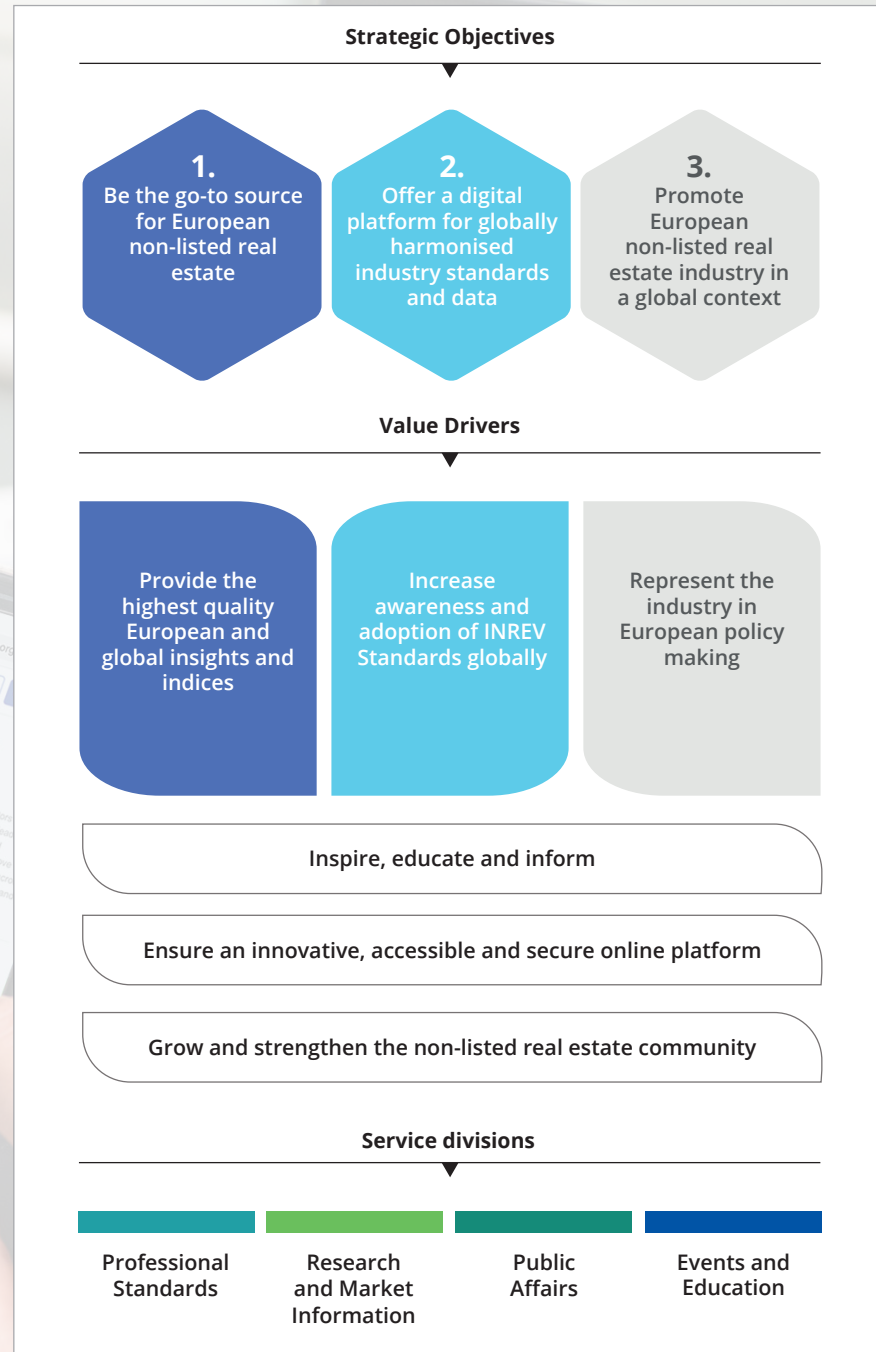 Strategic Objectives
1.
Be the go-to source
for European
non-listed real
estate
2.
Offer a digital
platform for globally
harmonised
industry standards
and data
3.
Promote
European
non-listed real
estate industry in
a global context
Value Drivers
Provide the
highest quality
European and
global insights and
indices
Increase
awareness and
adoption of INREV
Standards globally
Represent the
industry in
European policy
making
Inspire, educate and inform
Ensure an innovative, accessible and secure online platform
Grow and strengthen the non-listed real estate community
Service divisions
Professional
Standards
Research
and Market
Information
Public
Affairs
Events and
Education